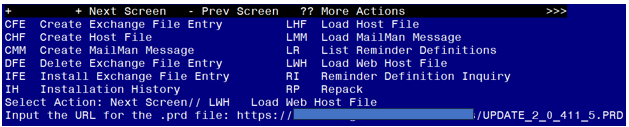 + + Next Screen - Prev Screen ?? More Actions >>>
CFE Create Exchange File Entry LHF Load Host File
CHF Create Host File LMM Load MailMan Message
CMM Create MailMan Message LR List Reminder Definitions
DFE Delete Exchange File Entry LWH Load Web Host File
IFE Install Exchange File Entry RI Reminder Definition Inquiry
IH Installation History RP Repack
Select Action: Next Screen// LWH Load Web Host File
Input the URL for the .prd file: https:// /UPDATE_2_0_411_5.PRD